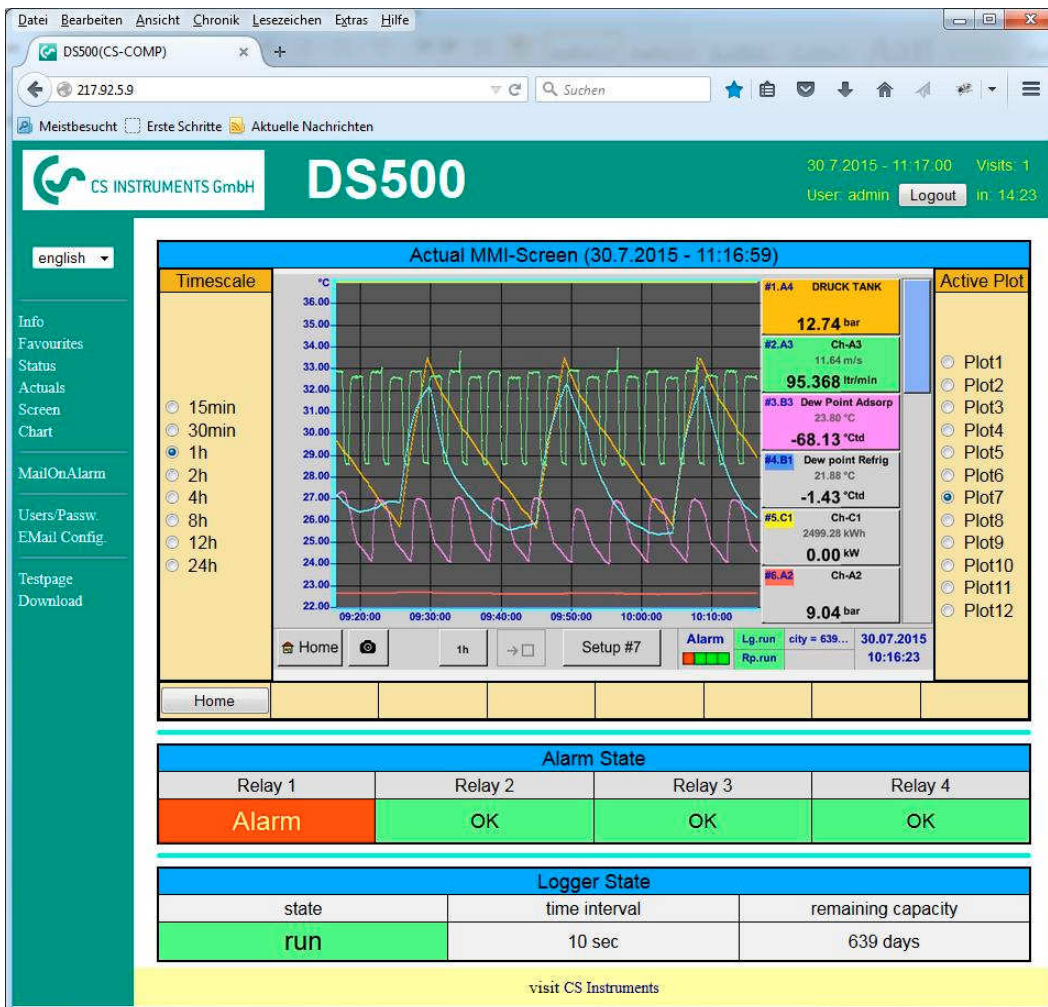 Datei Bearbeiten Ansicht Chronik Lesezeichen Extras Hilfe
DS500(CS-COMP) × +
217.92.5.9 Suchen
Meistbesucht Erste Schritte Aktuelle Nachrichten
CS INSTRUMENTS GmbH
DS500
30.7.2015 - 11:17:00 Visits: 1
User: admin Logout in: 14:23
english
Info
Favourites
Status
Actuals
Screen
Chart
MailOnAlarm
Users/Passw.
EMail Config.
Testpage
Download
Actual MMI-Screen (30.7.2015 - 11:16:59)
Timescale
15min
30min
1h
2h
4h
8h
12h
24h
°C
36.00
35.00
34.00
33.00
32.00
31.00
30.00
29.00
28.00
27.00
26.00
25.00
24.00
23.00
22.00
09:20:00 09:30:00 09:40:00 09:50:00 10:00:00 10:10:00
#1.A4 DRUCK TANK
12.74 bar
#2.A3 Ch-A3
11.64 m/s
95.368 ltr/min
#3.B3 Dew Point Adsorp
23.80 °C
-68.13 °Ctd
#4.B1 Dew point Refrig
21.88 °C
-1.43 °Ctd
#5.C1 Ch-C1
2499.28 kWh
0.00 kW
#6.A2 Ch-A2
9.04 bar
Active Plot
Plot1
Plot2
Plot3
Plot4
Plot5
Plot6
Plot7
Plot8
Plot9
Plot10
Plot11
Plot12
Home 1h Setup #7 Alarm Lg.run city = 639... 30.07.2015
Rp.run 10:16:23
Home
Alarm State
Relay 1 Relay 2 Relay 3 Relay 4
Alarm OK OK OK
Logger State
state time interval remaining capacity
run 10 sec 639 days
visit CS Instruments